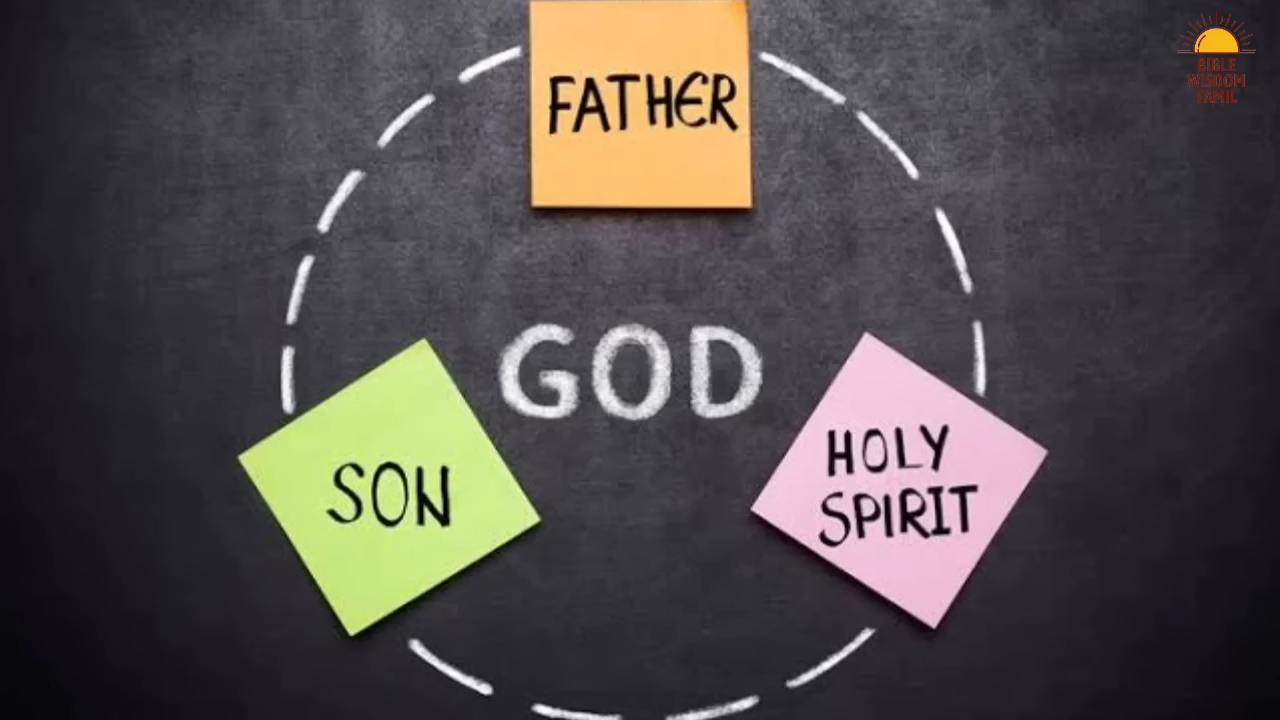 FATHER
GOD
SON
HOLY
SPIRIT
BIBLE
WISDOM
TAMIL